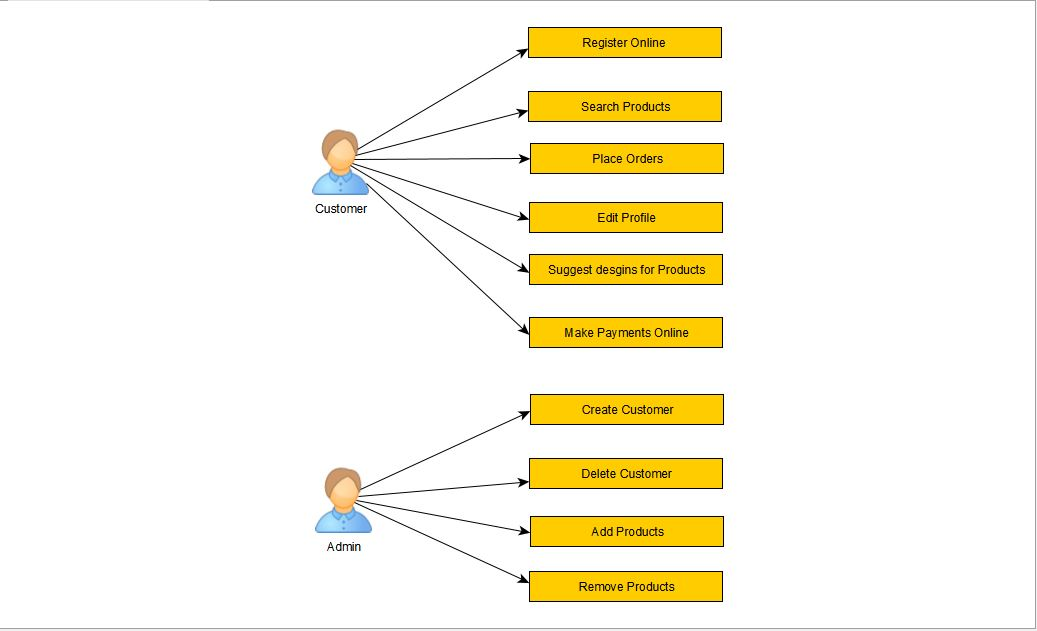 Register Online
Search Products
Place Orders
Customer
Edit Profile
Suggest desgins for Products
Make Payments Online
Create Customer
Delete Customer
Add Products
Admin
Remove Products